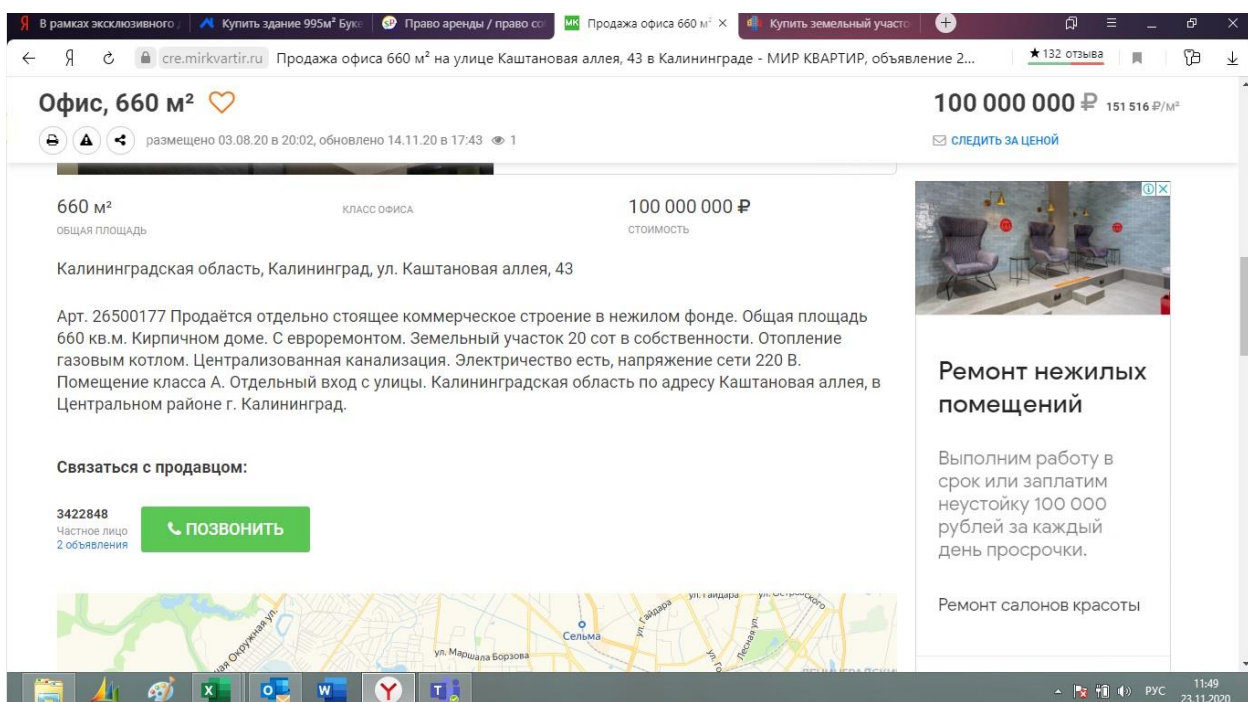 В рамках эксклюзивного
Купить здание 995м² Буке
Право аренды / право со
Продажа офиса 660 м²
Купить земельный участо
cre.mirkvartir.ru Продажа офиса 660 м² на улице Каштановая аллея, 43 в Калининграде - МИР КВАРТИР, объявление 2...
★132 отзыва
Офис, 660 м²
100 000 000 ₽ 151 516 ₽/м²
размещено 03.08.20 в 20:02, обновлено 14.11.20 в 17:43 1
СЛЕДИТЬ ЗА ЦЕНОЙ
660 м²
ОБЩАЯ ПЛОЩАДЬ
КЛАСС ОФИСА
100 000 000 ₽
СТОИМОСТЬ
Калининградская область, Калининград, ул. Каштановая аллея, 43
Арт. 26500177 Продаётся отдельно стоящее коммерческое строение в нежилом фонде. Общая площадь
660 кв.м. Кирпичном доме. С евроремонтом. Земельный участок 20 сот в собственности. Отопление
газовым котлом. Централизованная канализация. Электричество есть, напряжение сети 220 В.
Помещение класса А. Отдельный вход с улицы. Калининградская область по адресу Каштановая аллея, в
Центральном районе г. Калининград.
Связаться с продавцом:
3422848
Частное лицо
2 объявления
ПОЗВОНИТЬ
Ремонт нежилых
помещений
Выполним работу в
срок или заплатим
неустойку 100 000
рублей за каждый
день просрочки.
Ремонт салонов красоты
Сельма
ул. Маршала Борзова
ул. Гайдара
Лесная ул.
РУС
11:49
23.11.2020